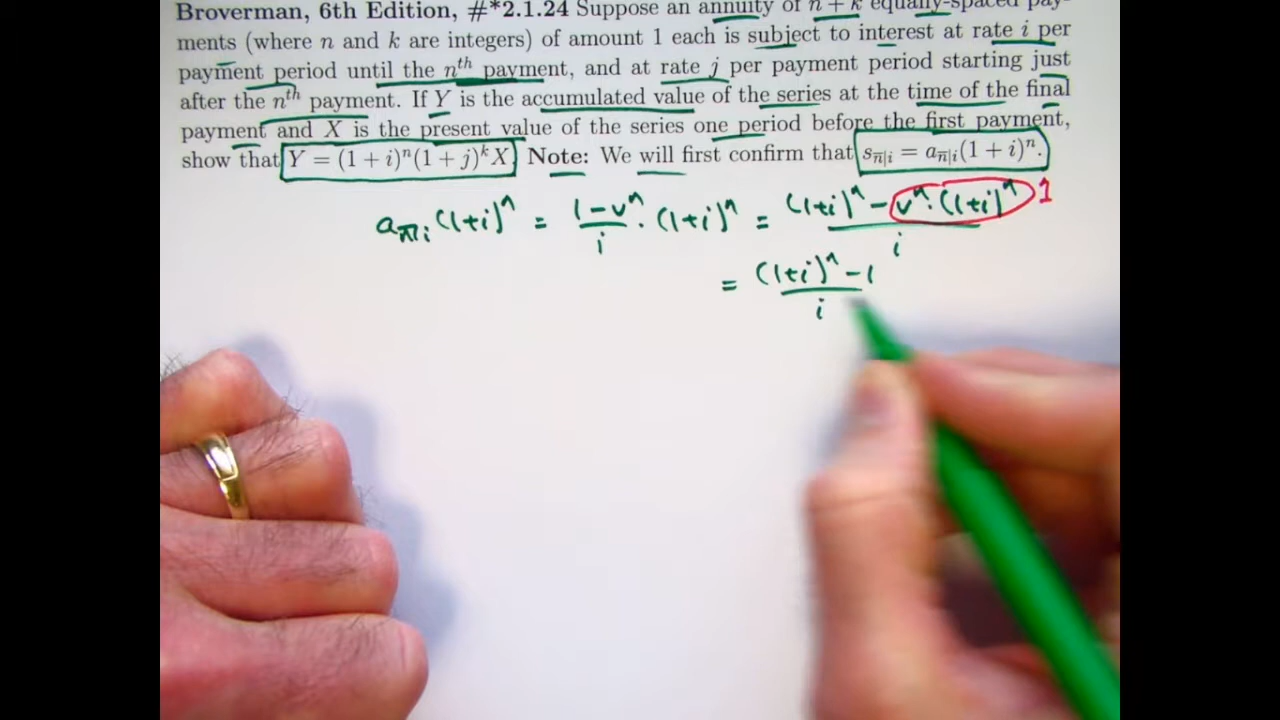 Broverman, 6th Edition, #*2.1.24 Suppose an annuity of n + k equally-spaced pay-
ments (where n and k are integers) of amount 1 each is subject to interest at rate i per
payment period until the nᵗʰ payment, and at rate j per payment period starting just
after the nᵗʰ payment. If Y is the accumulated value of the series at the time of the final
payment and X is the present value of the series one period before the first payment,
show that Y = (1 + i)ⁿ(1 + j)ᵏX Note: We will first confirm that s_{n̅|i} = a_{n̅|i}(1 + i)ⁿ.
a_{n̅|i}(1+i)ⁿ = (1-vⁿ)/i · (1+i)ⁿ = ((1+i)ⁿ - vⁿ·(1+i)ⁿ)/i 1
= ((1+i)ⁿ-1)/i